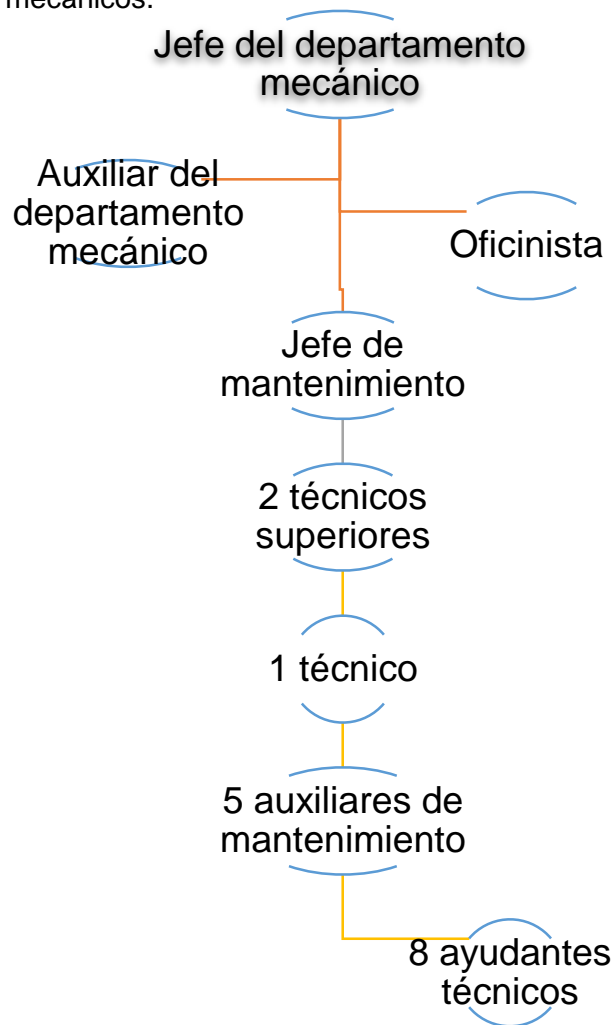 mecánicos.
Jefe del departamento
mecánico
Auxiliar del
departamento
mecánico
Oficinista
Jefe de
mantenimiento
2 técnicos
superiores
1 técnico
5 auxiliares de
mantenimiento
8 ayudantes
técnicos